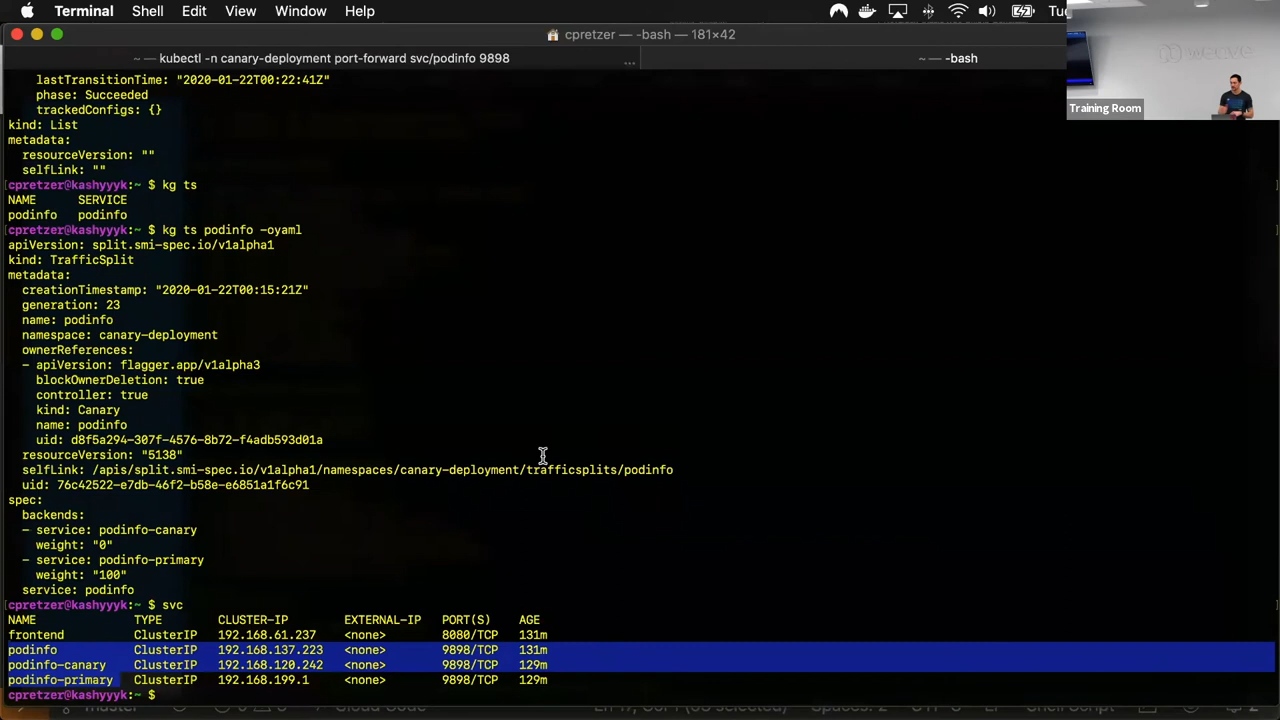 Terminal Shell Edit View Window Help Tu
cpretzer — -bash — 181×42
~ — kubectl -n canary-deployment port-forward svc/podinfo 9898 ... ~ — -bash
weave
Training Room
lastTransitionTime: "2020-01-22T00:22:41Z"
phase: Succeeded
trackedConfigs: {}
kind: List
metadata:
resourceVersion: ""
selfLink: ""
[cpretzer@kashyyyk:~ $ kg ts
NAME SERVICE
podinfo podinfo
[cpretzer@kashyyyk:~ $ kg ts podinfo -oyaml
apiVersion: split.smi-spec.io/v1alpha1
kind: TrafficSplit
metadata:
creationTimestamp: "2020-01-22T00:15:21Z"
generation: 23
name: podinfo
namespace: canary-deployment
ownerReferences:
- apiVersion: flagger.app/v1alpha3
blockOwnerDeletion: true
controller: true
kind: Canary
name: podinfo
uid: d8f5a294-307f-4576-8b72-f4adb593d01a
resourceVersion: "5138"
selfLink: /apis/split.smi-spec.io/v1alpha1/namespaces/canary-deployment/trafficsplits/podinfo
uid: 76c42522-e7db-46f2-b58e-e6851a1f6c91
spec:
backends:
- service: podinfo-canary
weight: "0"
- service: podinfo-primary
weight: "100"
service: podinfo
[cpretzer@kashyyyk:~ $ svc
NAME TYPE CLUSTER-IP EXTERNAL-IP PORT(S) AGE
frontend ClusterIP 192.168.61.237 <none> 8080/TCP 131m
podinfo ClusterIP 192.168.137.223 <none> 9898/TCP 131m
podinfo-canary ClusterIP 192.168.120.242 <none> 9898/TCP 129m
podinfo-primary ClusterIP 192.168.199.1 <none> 9898/TCP 129m
cpretzer@kashyyyk:~ $
master Cloud Code Spaces: 2 Shell Script